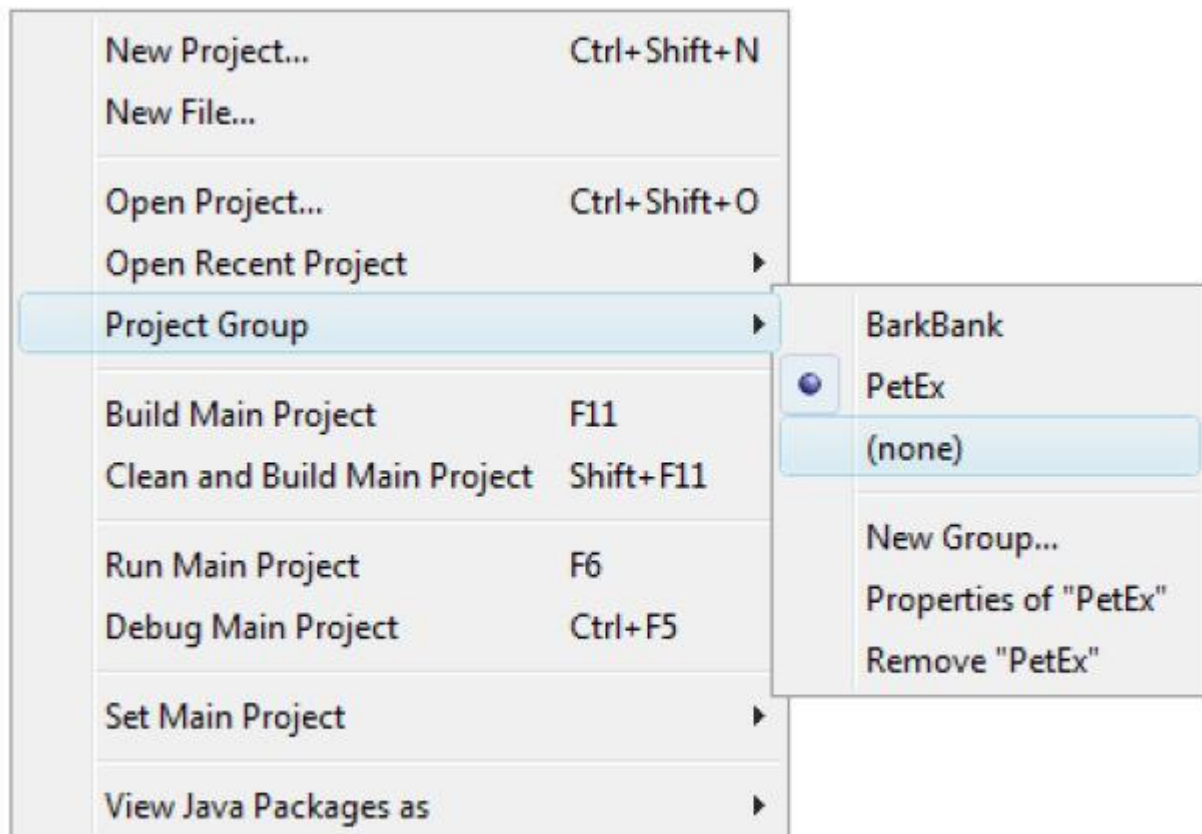 New Project... Ctrl+Shift+N
New File...
Open Project... Ctrl+Shift+O
Open Recent Project
Project Group
Build Main Project F11
Clean and Build Main Project Shift+F11
Run Main Project F6
Debug Main Project Ctrl+F5
Set Main Project
View Java Packages as
BarkBank
PetEx
(none)
New Group...
Properties of "PetEx"
Remove "PetEx"